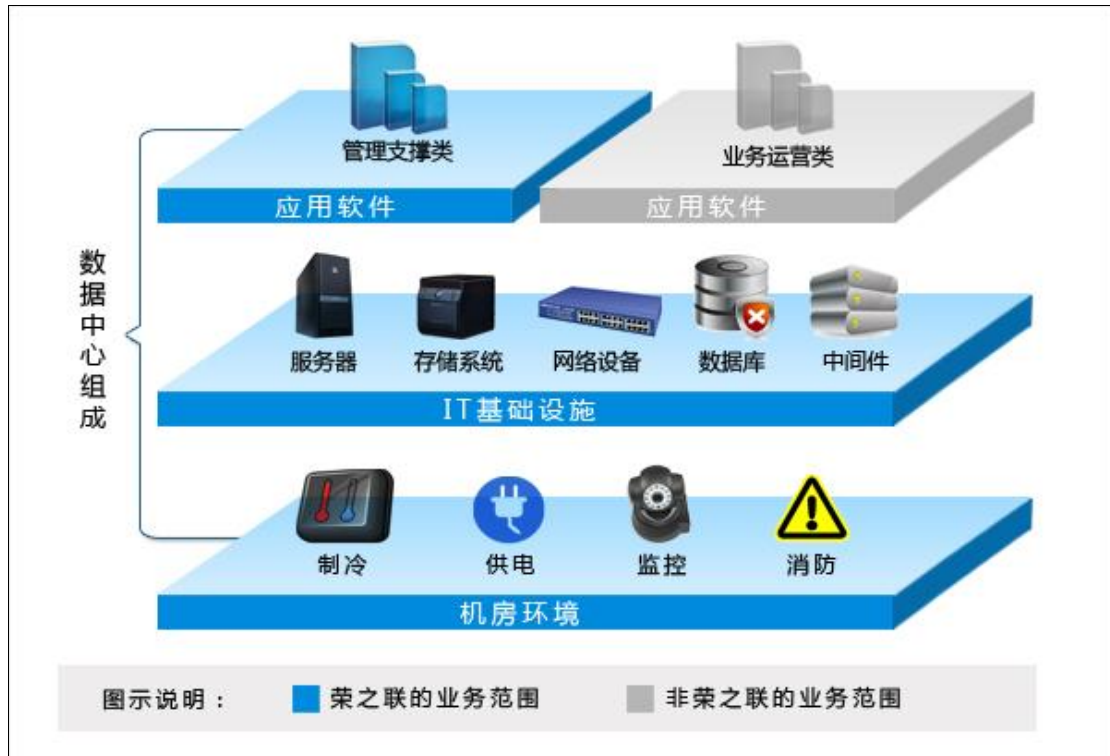 管理支撑类
业务运营类
应用软件
应用软件
数据中心组成
服务器
存储系统
网络设备
数据库
中间件
IT基础设施
制冷
供电
监控
消防
机房环境
图示说明：
荣之联的业务范围
非荣之联的业务范围